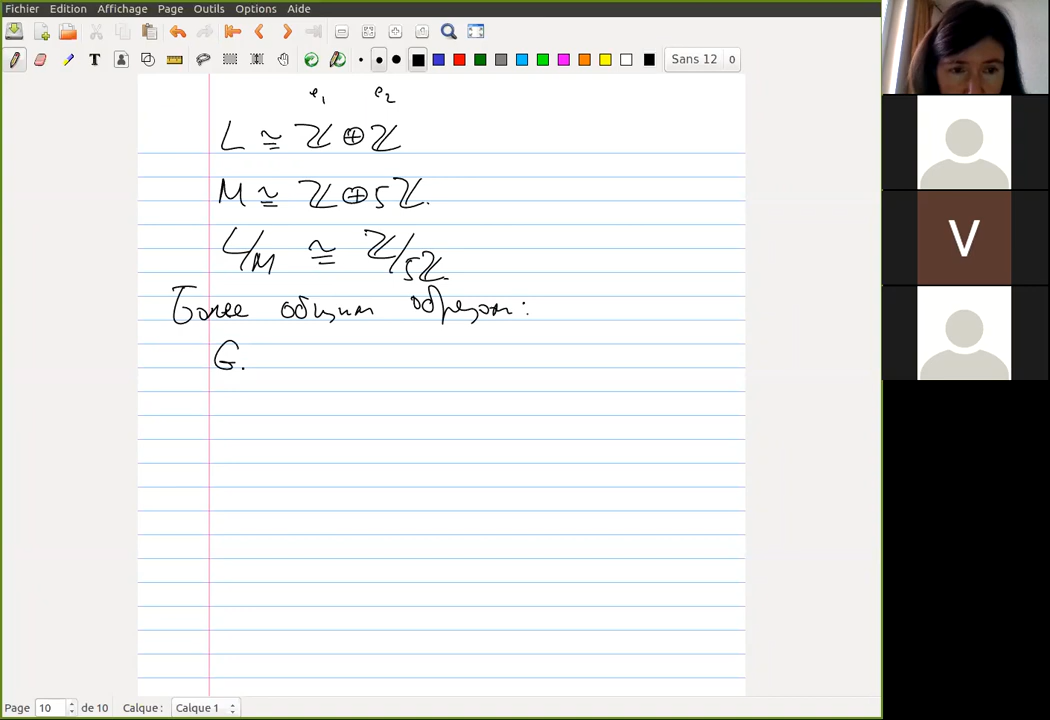 Fichier Edition Affichage Page Outils Options Aide
T Sans 12 0
e₁ e₂
L ≅ ℤ ⊕ ℤ
M ≅ ℤ ⊕ 5ℤ.
L/M ≅ ℤ/5ℤ.
Более общим образом:
G.
V
Page 10 de 10 Calque : Calque 1